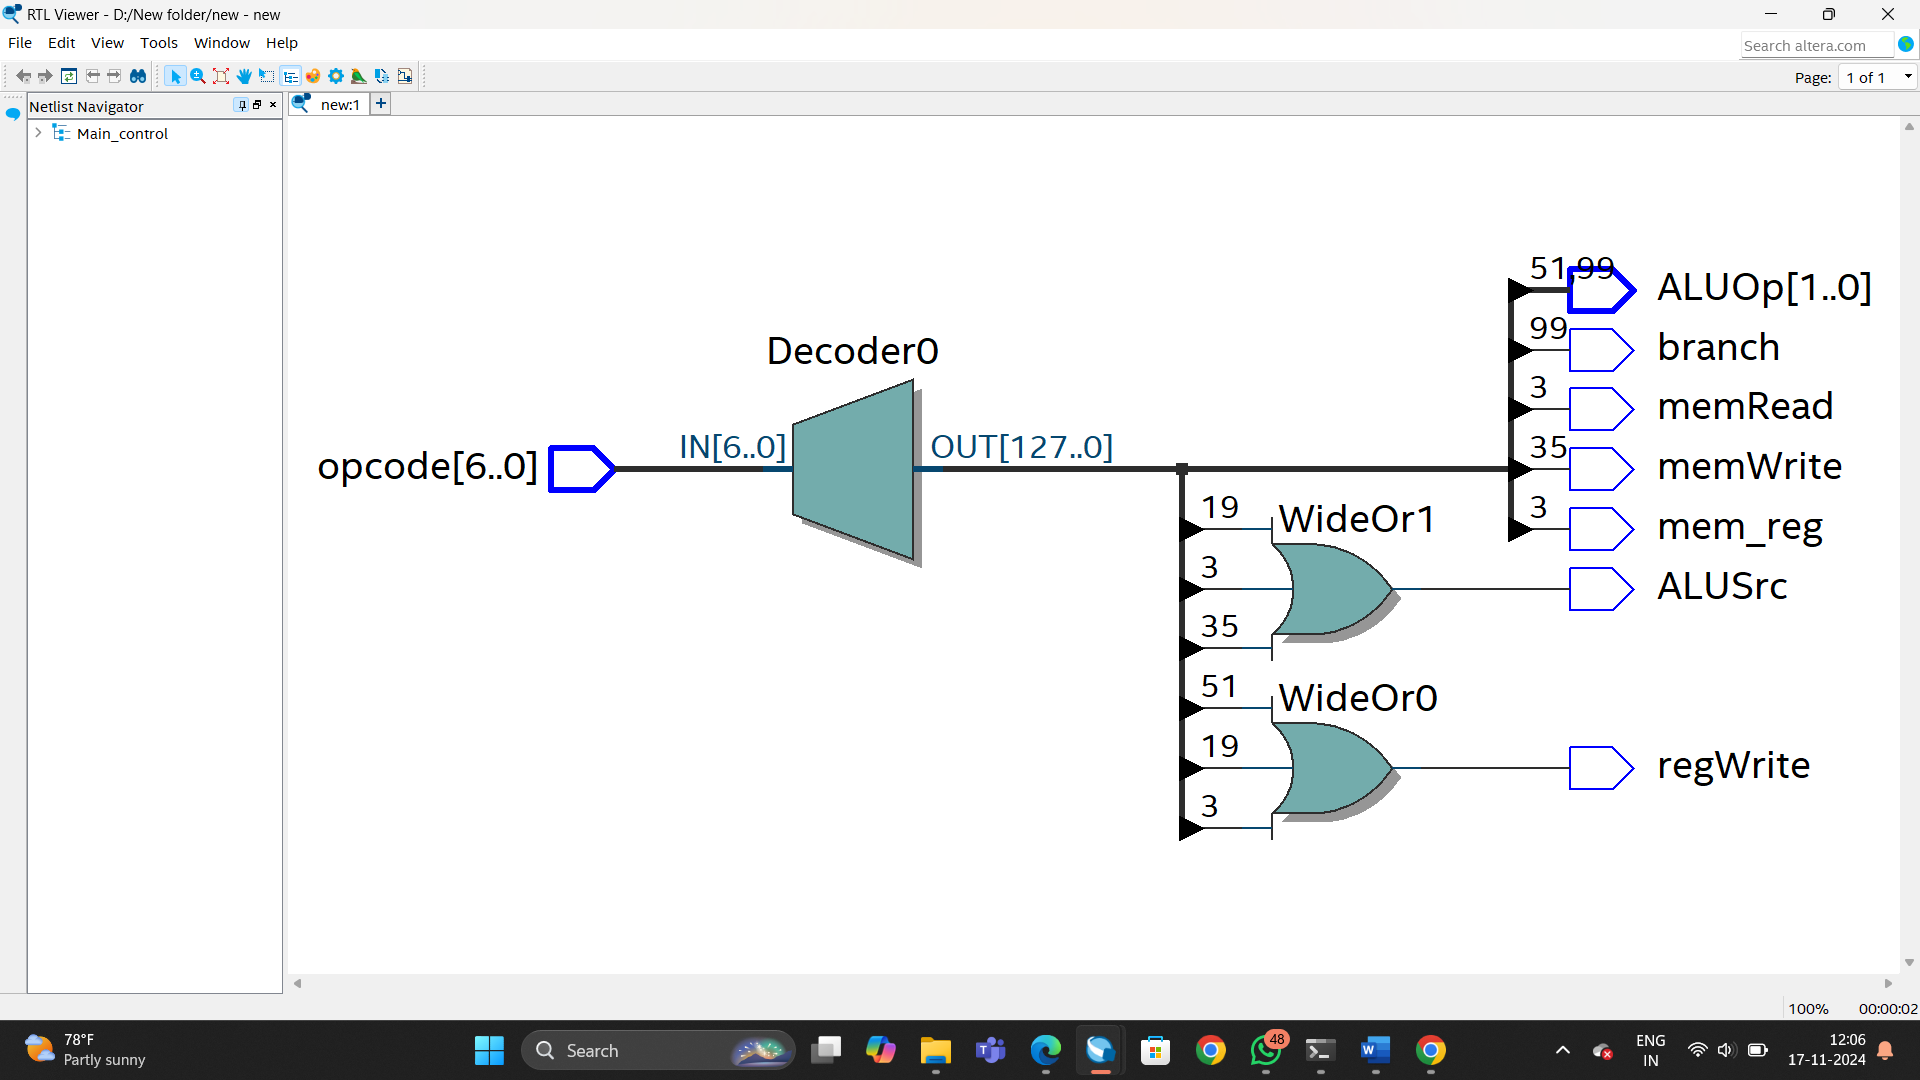 RTL Viewer - D:/New folder/new - new
File Edit View Tools Window Help
Search altera.com
Page: 1 of 1
Netlist Navigator
new:1
Main_control
51,99
ALUOp[1..0]
99
branch
Decoder0
3
memRead
opcode[6..0]
IN[6..0]
OUT[127..0]
35
memWrite
19
WideOr1
3
mem_reg
3
ALUSrc
35
51
WideOr0
19
regWrite
3
100% 00:00:02
78°F
Partly sunny
Search
48
ENG
IN
12:06
17-11-2024